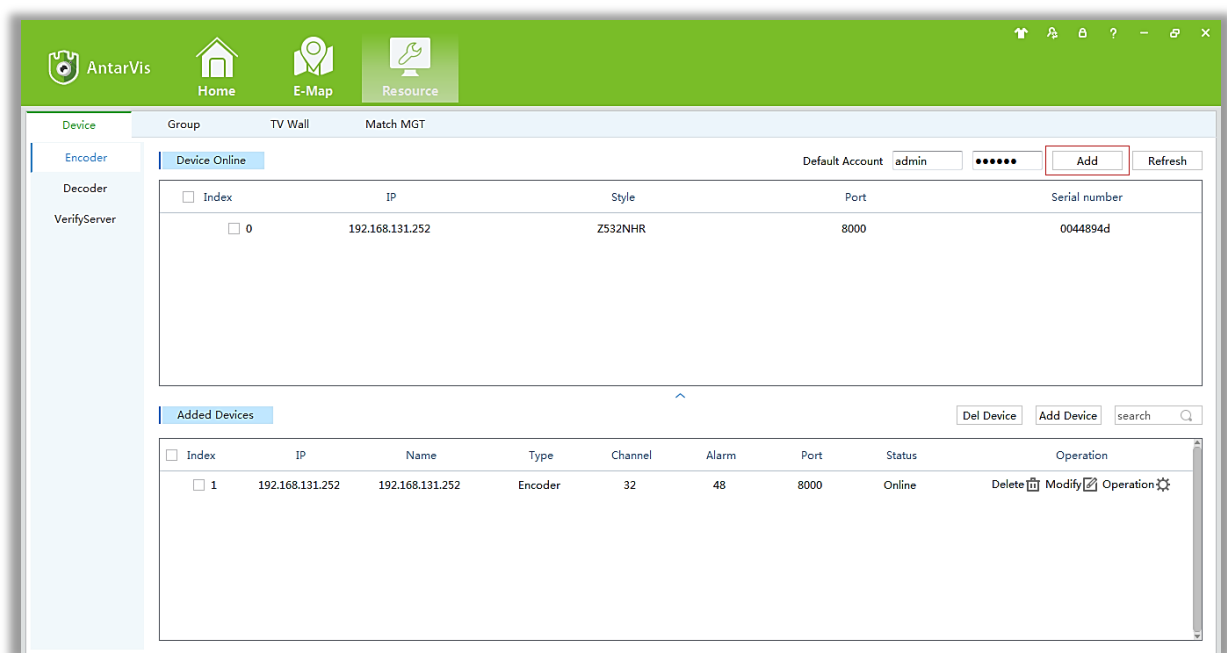 AntarVis
Home E-Map Resource
?
Device Group TV Wall Match MGT
Encoder
Decoder
VerifyServer
Device Online Default Account admin •••••• Add Refresh
Index IP Style Port Serial number
0 192.168.131.252 Z532NHR 8000 0044894d
Added Devices Del Device Add Device search
Index IP Name Type Channel Alarm Port Status Operation
1 192.168.131.252 192.168.131.252 Encoder 32 48 8000 Online Delete Modify Operation